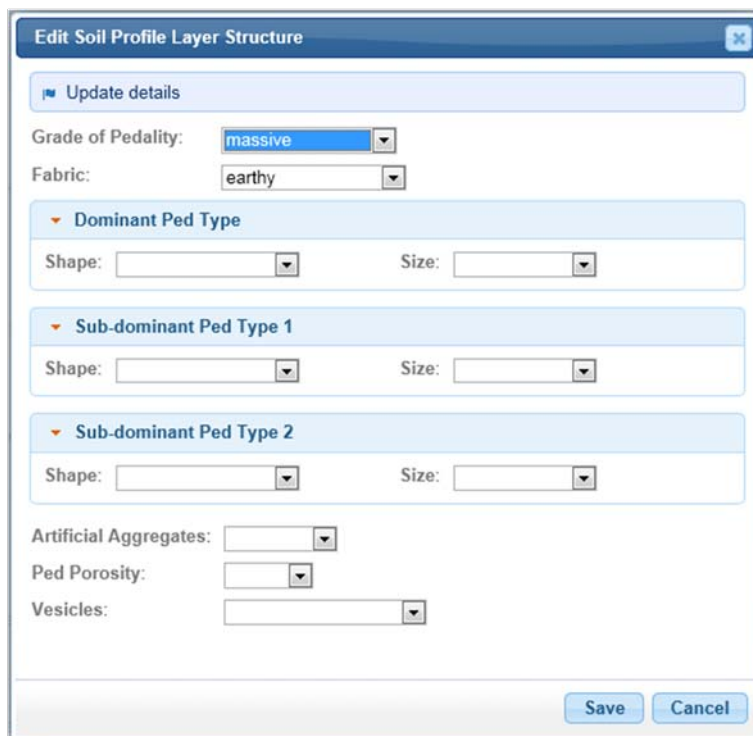 Edit Soil Profile Layer Structure
Update details
Grade of Pedality: massive
Fabric: earthy
Dominant Ped Type
Shape: Size:
Sub-dominant Ped Type 1
Shape: Size:
Sub-dominant Ped Type 2
Shape: Size:
Artificial Aggregates:
Ped Porosity:
Vesicles:
Save Cancel